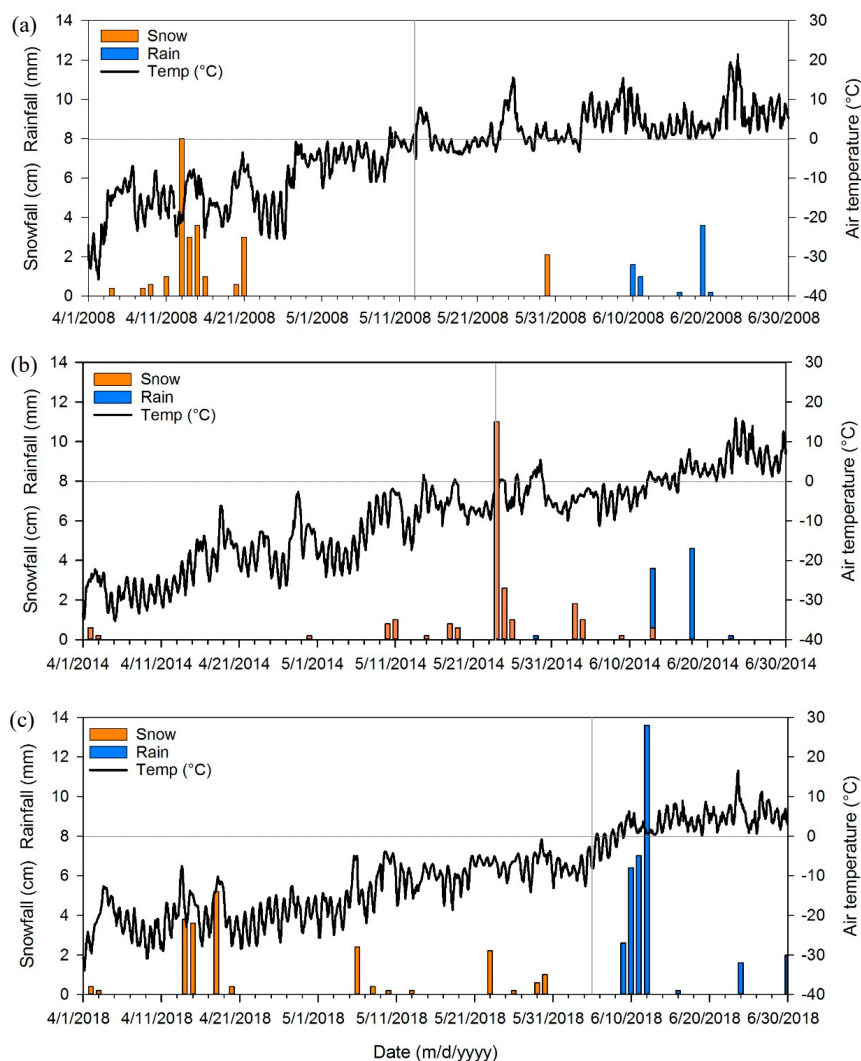 (a)
Snowfall (cm) Rainfall (mm)
14
12
10
8
6
4
2
0
Snow
Rain
Temp (°C)
30
20
10
0
-10
-20
-30
-40
Air temperature (°C)
4/1/2008 4/11/2008 4/21/2008 5/1/2008 5/11/2008 5/21/2008 5/31/2008 6/10/2008 6/20/2008 6/30/2008
(b)
Snowfall (cm) Rainfall (mm)
14
12
10
8
6
4
2
0
Snow
Rain
Temp (°C)
30
20
10
0
-10
-20
-30
-40
Air temperature (°C)
4/1/2014 4/11/2014 4/21/2014 5/1/2014 5/11/2014 5/21/2014 5/31/2014 6/10/2014 6/20/2014 6/30/2014
(c)
Snowfall (cm) Rainfall (mm)
14
12
10
8
6
4
2
0
Snow
Rain
Temp (°C)
30
20
10
0
-10
-20
-30
-40
Air temperature (°C)
4/1/2018 4/11/2018 4/21/2018 5/1/2018 5/11/2018 5/21/2018 5/31/2018 6/10/2018 6/20/2018 6/30/2018
Date (m/d/yyyy)